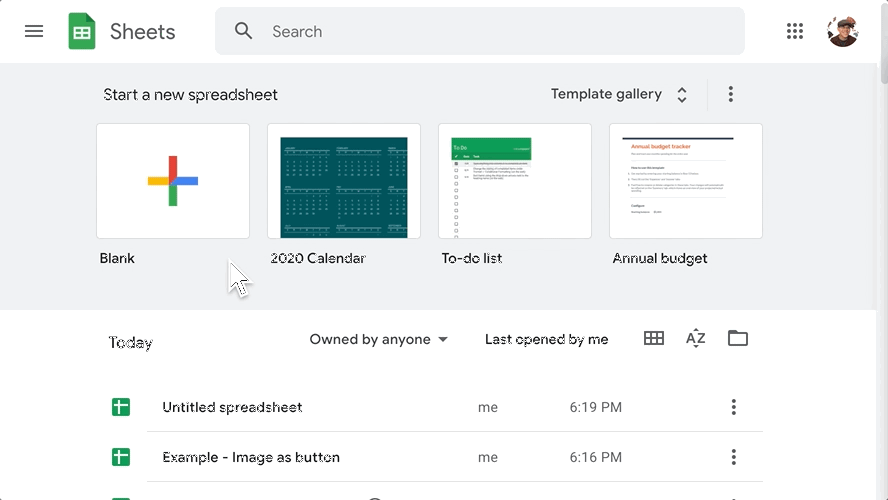 Sheets
Search
Start a new spreadsheet
Template gallery
To Do
Annual budget tracker
Blank
2020 Calendar
To-do list
Annual budget
Today
Owned by anyone
Last opened by me
AZ
Untitled spreadsheet
me
6:19 PM
Example - Image as button
me
6:16 PM